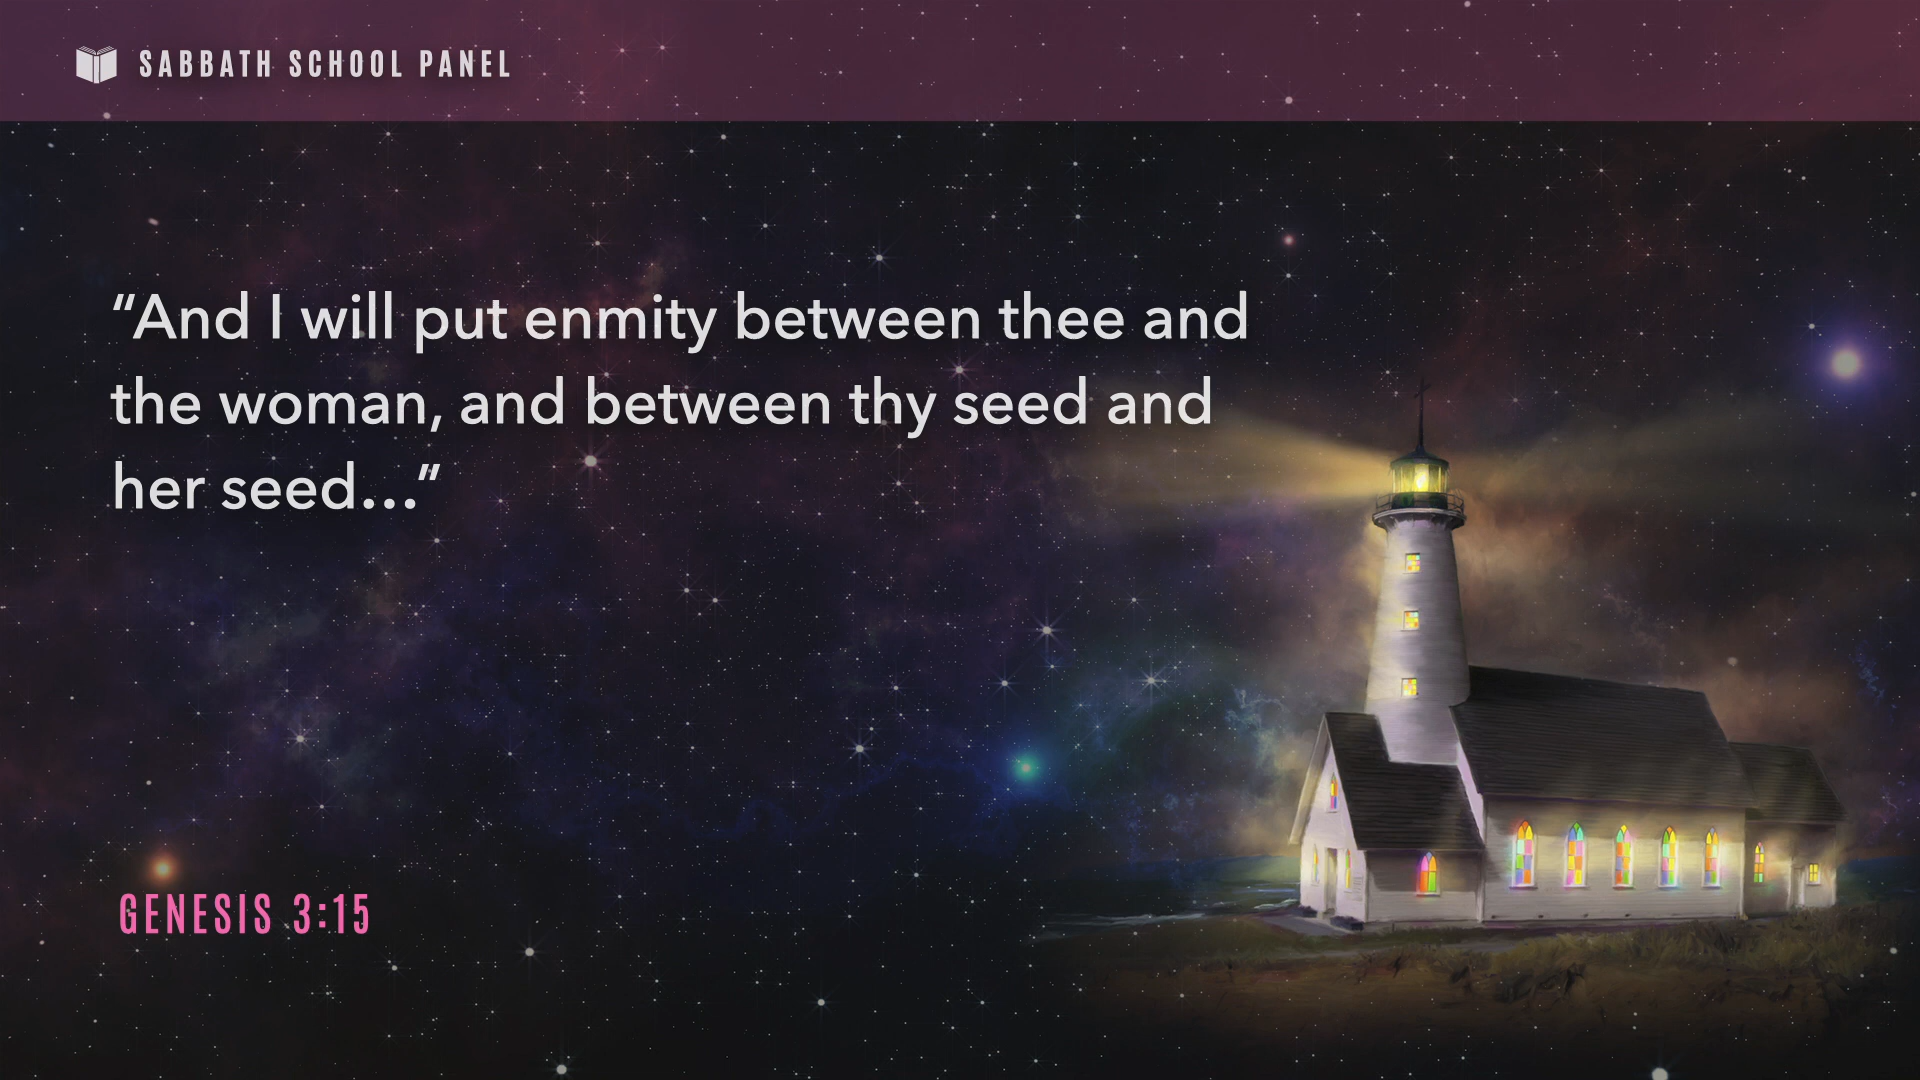 SABBATH SCHOOL PANEL
“And I will put enmity between thee and
the woman, and between thy seed and
her seed…”
GENESIS 3:15